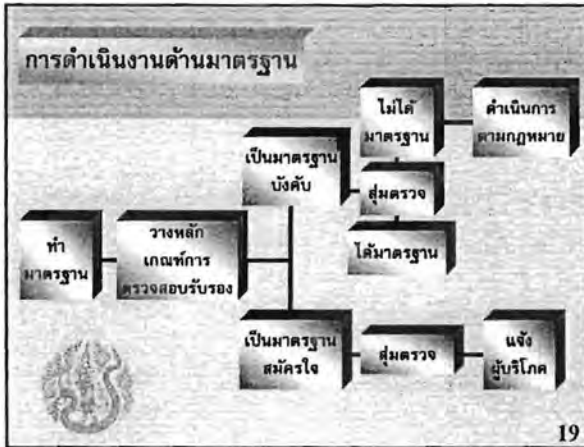 การดำเนินงานด้านมาตรฐาน
ไม่ได้
มาตรฐาน
ดำเนินการ
ตามกฎหมาย
เป็นมาตรฐาน
บังคับ
สุ่มตรวจ
ได้มาตรฐาน
ทำ
มาตรฐาน
วางหลัก
เกณฑ์การ
ตรวจสอบรับรอง
เป็นมาตรฐาน
สมัครใจ
สุ่มตรวจ
แจ้ง
ผู้บริโภค
19